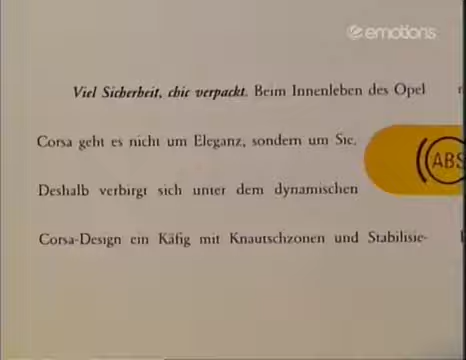 emotions
Viel Sicherheit, chic verpackt. Beim Innenleben des Opel
Corsa geht es nicht um Eleganz, sondern um Sie.
ABS
Deshalb verbirgt sich unter dem dynamischen
Corsa-Design ein Käfig mit Knautschzonen und Stabilisie-